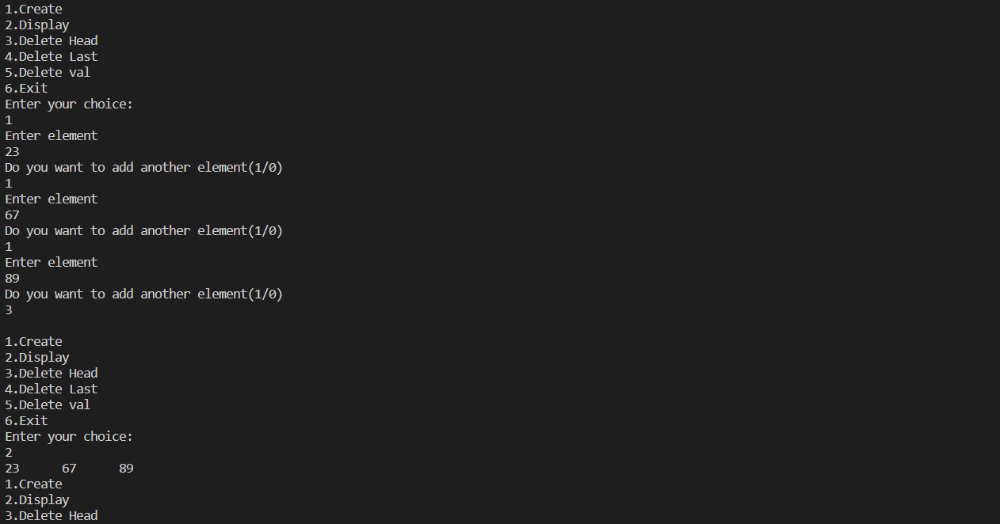 1.Create
2.Display
3.Delete Head
4.Delete Last
5.Delete val
6.Exit
Enter your choice:
1
Enter element
23
Do you want to add another element(1/0)
1
Enter element
67
Do you want to add another element(1/0)
1
Enter element
89
Do you want to add another element(1/0)
3

1.Create
2.Display
3.Delete Head
4.Delete Last
5.Delete val
6.Exit
Enter your choice:
2
23      67      89
1.Create
2.Display
3.Delete Head